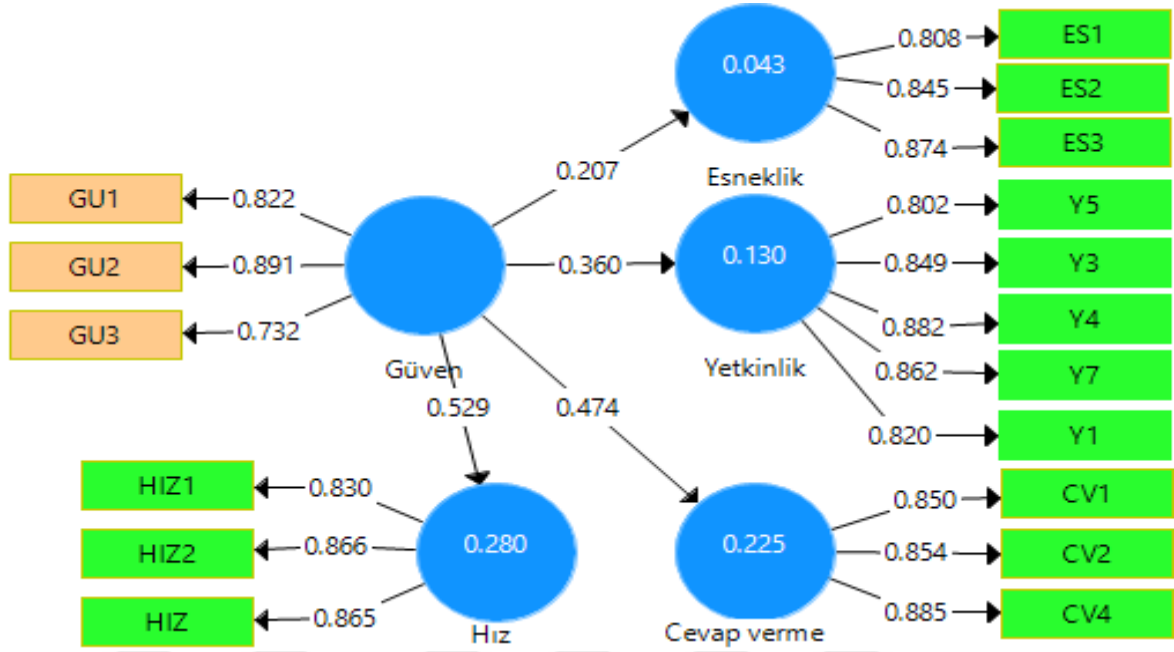 0.043
Esneklik
0.808
ES1
0.845
ES2
0.874
ES3
0.207
GU1
0.822
GU2
0.891
GU3
0.732
Güven
0.360
0.130
Yetkinlik
0.802
Y5
0.849
Y3
0.882
Y4
0.862
Y7
0.820
Y1
0.529
0.474
HIZ1
0.830
HIZ2
0.866
HIZ
0.865
0.280
Hız
0.225
Cevap verme
0.850
CV1
0.854
CV2
0.885
CV4